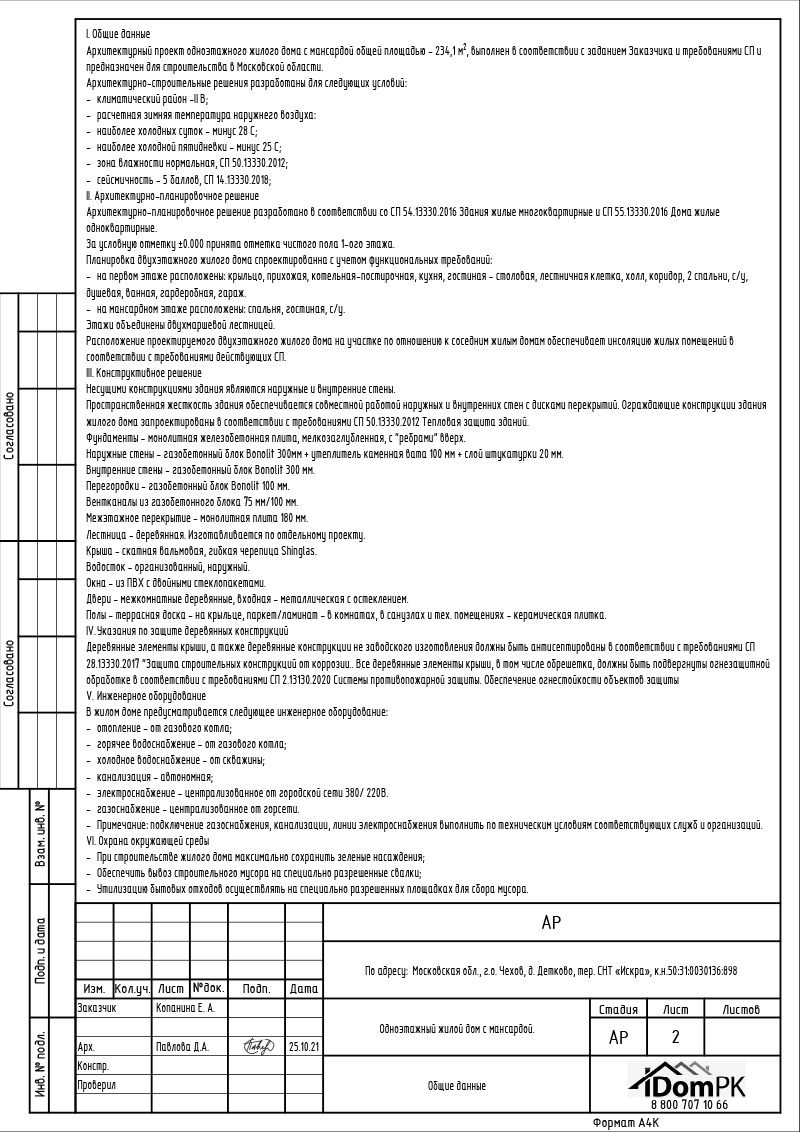 I. Общие данные
Архитектурный проект одноэтажного жилого дома с мансардой общей площадью - 234,1 м², выполнен в соответствии с заданием Заказчика и требованиями СП и
предназначен для строительства в Московской области.
Архитектурно-строительные решения разработаны для следующих условий:
- климатический район -II В;
- расчетная зимняя температура наружнего воздуха:
- наиболее холодных суток - минус 28 С;
- наиболее холодной пятидневки - минус 25 С;
- зона влажности нормальная, СП 50.13330.2012;
- сейсмичность - 5 баллов, СП 14.13330.2018;
II. Архитектурно-планировочное решение
Архитектурно-планировочное решение разработано в соответствии со СП 54.13330.2016 Здания жилые многоквартирные и СП 55.13330.2016 Дома жилые
одноквартирные.
За условную отметку ±0.000 принята отметка чистого пола 1-ого этажа.
Планировка двухэтажного жилого дома спроектированна с учетом функциональных требований:
- на первом этаже расположены: крыльцо, прихожая, котельная-постирочная, кухня, гостиная - столовая, лестничная клетка, холл, коридор, 2 спальни, с/у,
душевая, ванная, гардеробная, гараж.
- на мансардном этаже расположены: спальня, гостиная, с/у.
Этажи объединены двухмаршевой лестницей.
Расположение проектируемого двухэтажного жилого дома на участке по отношению к соседним жилым домам обеспечивает инсоляцию жилых помещений в
соответствии с требованиями действующих СП.
III. Конструктивное решение
Несущими конструкциями здания являются наружные и внутренние стены.
Пространственная жесткость здания обеспечивается совместной работой наружных и внутренних стен с дисками перекрытий. Ограждающие конструкции здания
жилого дома запроектированы в соответствии с требованиями СП 50.13330.2012 Тепловая защита зданий.
Фундаменты - монолитная железобетонная плита, мелкозаглубленная, с "ребрами" вверх.
Наружные стены - газобетонный блок Bonolit 300мм + утеплитель каменная вата 100 мм + слой штукатурки 20 мм.
Внутренние стены - газобетонный блок Bonolit 300 мм.
Перегородки - газобетонный блок Bonolit 100 мм.
Вентканалы из газобетонного блока 75 мм/100 мм.
Межэтажное перекрытие - монолитная плита 180 мм.
Лестница - деревянная. Изготавливается по отдельному проекту.
Крыша - скатная вальмовая, гибкая черепица Shinglas.
Водосток - организованный, наружный.
Окна - из ПВХ с двойными стеклопакетами.
Двери - межкомнатные деревянные, входная - металлическая с остеклением.
Полы - террасная доска - на крыльце, паркет/ламинат - в комнатах, в санузлах и тех. помещениях - керамическая плитка.
IV. Указания по защите деревянных конструкций
Деревянные элементы крыши, а также деревянные конструкции не заводского изготовления должны быть антисептированы в соответствии с требованиями СП
28.13330.2017 "Защита строительных конструкций от коррозии.. Все деревянные элементы крыши, в том числе обрешетка, должны быть подвергнуты огнезащитной
обработке в соответствии с требованиями СП 2.13130.2020 Системы противопожарной защиты. Обеспечение огнестойкости объектов защиты
V. Инженерное оборудование
В жилом доме предусматривается следующее инженерное оборудование:
- отопление - от газового котла;
- горячее водоснабжение - от газового котла;
- холодное водоснабжение - от скважины;
- канализация - автономная;
- электроснабжение - централизованное от городской сети 380/ 220В.
- газоснабжение - централизованное от горсети.
- Примечание: подключение газоснабжения, канализации, линии электроснабжения выполнить по техническим условиям соответствующих служб и организаций.
VI. Охрана окружающей среды
- При строительстве жилого дома максимально сохранить зеленые насаждения;
- Обеспечить вывоз строительного мусора на специально разрешенные свалки;
- Утилизацию бытовых отходов осуществлять на специально разрешенных площадках для сбора мусора.
Согласовано
Согласовано
Взам. инв. №
Подп. и дата
Инв. № подл.
АР
По адресу: Московская обл., г.о. Чехов, д. Детково, тер. СНТ «Искра», к.н.50:31:0030136:898
Изм. Кол.уч. Лист №док. Подп. Дата
Заказчик Копанина Е. А.
Арх. Павлова Д.А. 25.10.21
Констр.
Проверил
Одноэтажный жилой дом с мансардой.
Стадия Лист Листов
АР 2
Общие данные
iDomPK
8 800 707 10 66
Формат А4К